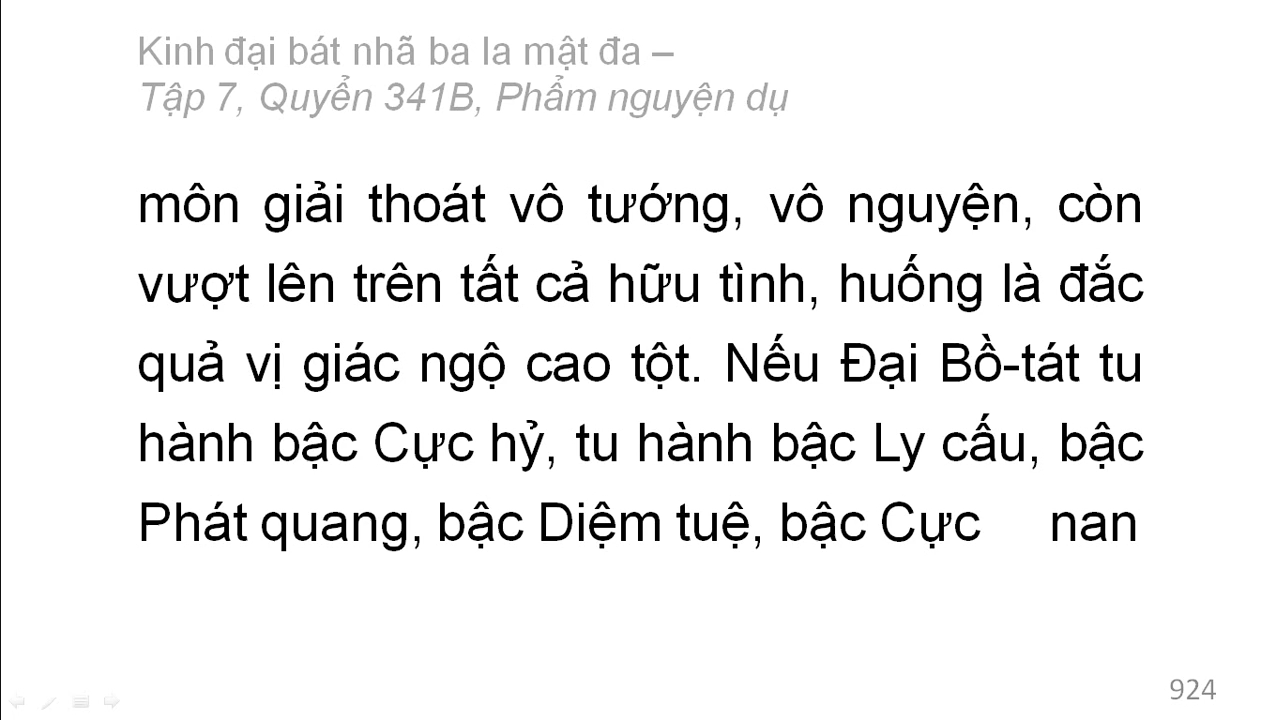 Kinh đại bát nhã ba la mật đa –
Tập 7, Quyển 341B, Phẩm nguyện dụ
môn giải thoát vô tướng, vô nguyện, còn
vượt lên trên tất cả hữu tình, huống là đắc
quả vị giác ngộ cao tột. Nếu Đại Bồ-tát tu
hành bậc Cực hỷ, tu hành bậc Ly cấu, bậc
Phát quang, bậc Diệm tuệ, bậc Cực nan
924